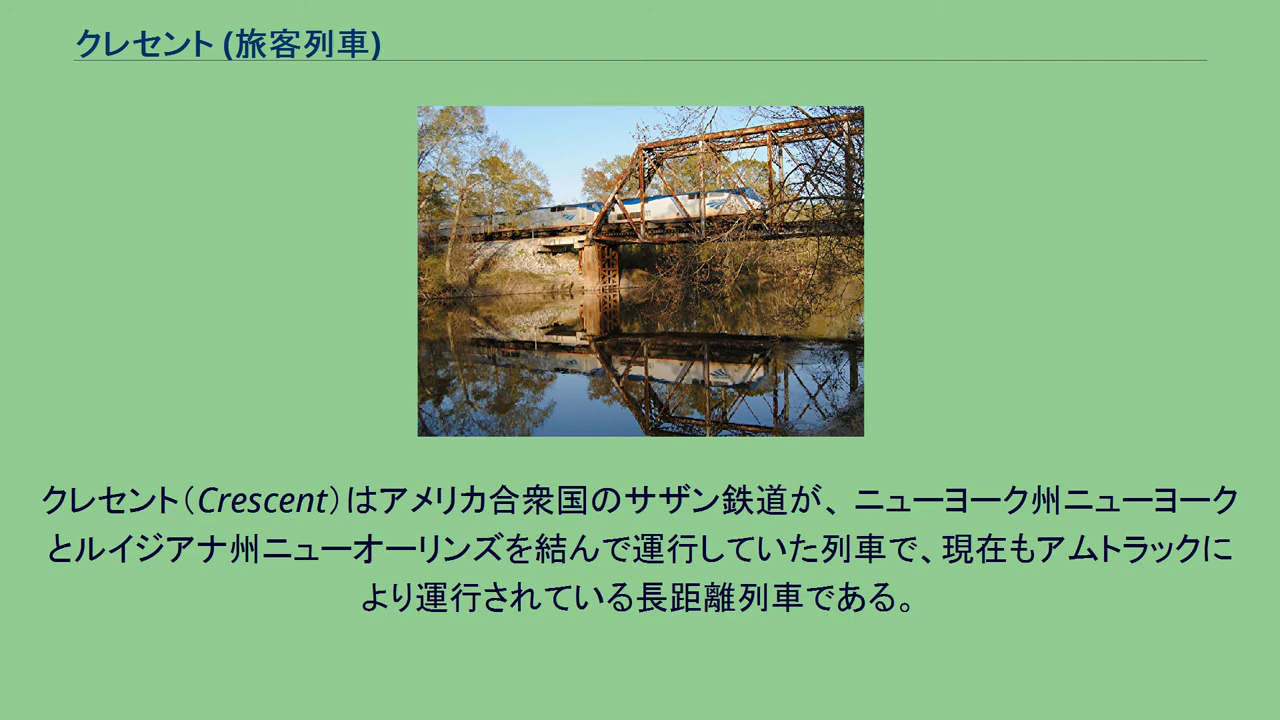 クレセント (旅客列車)
クレセント（Crescent）はアメリカ合衆国のサザン鉄道が、ニューヨーク州ニューヨーク
とルイジアナ州ニューオーリンズを結んで運行していた列車で、現在もアムトラックに
より運行されている長距離列車である。